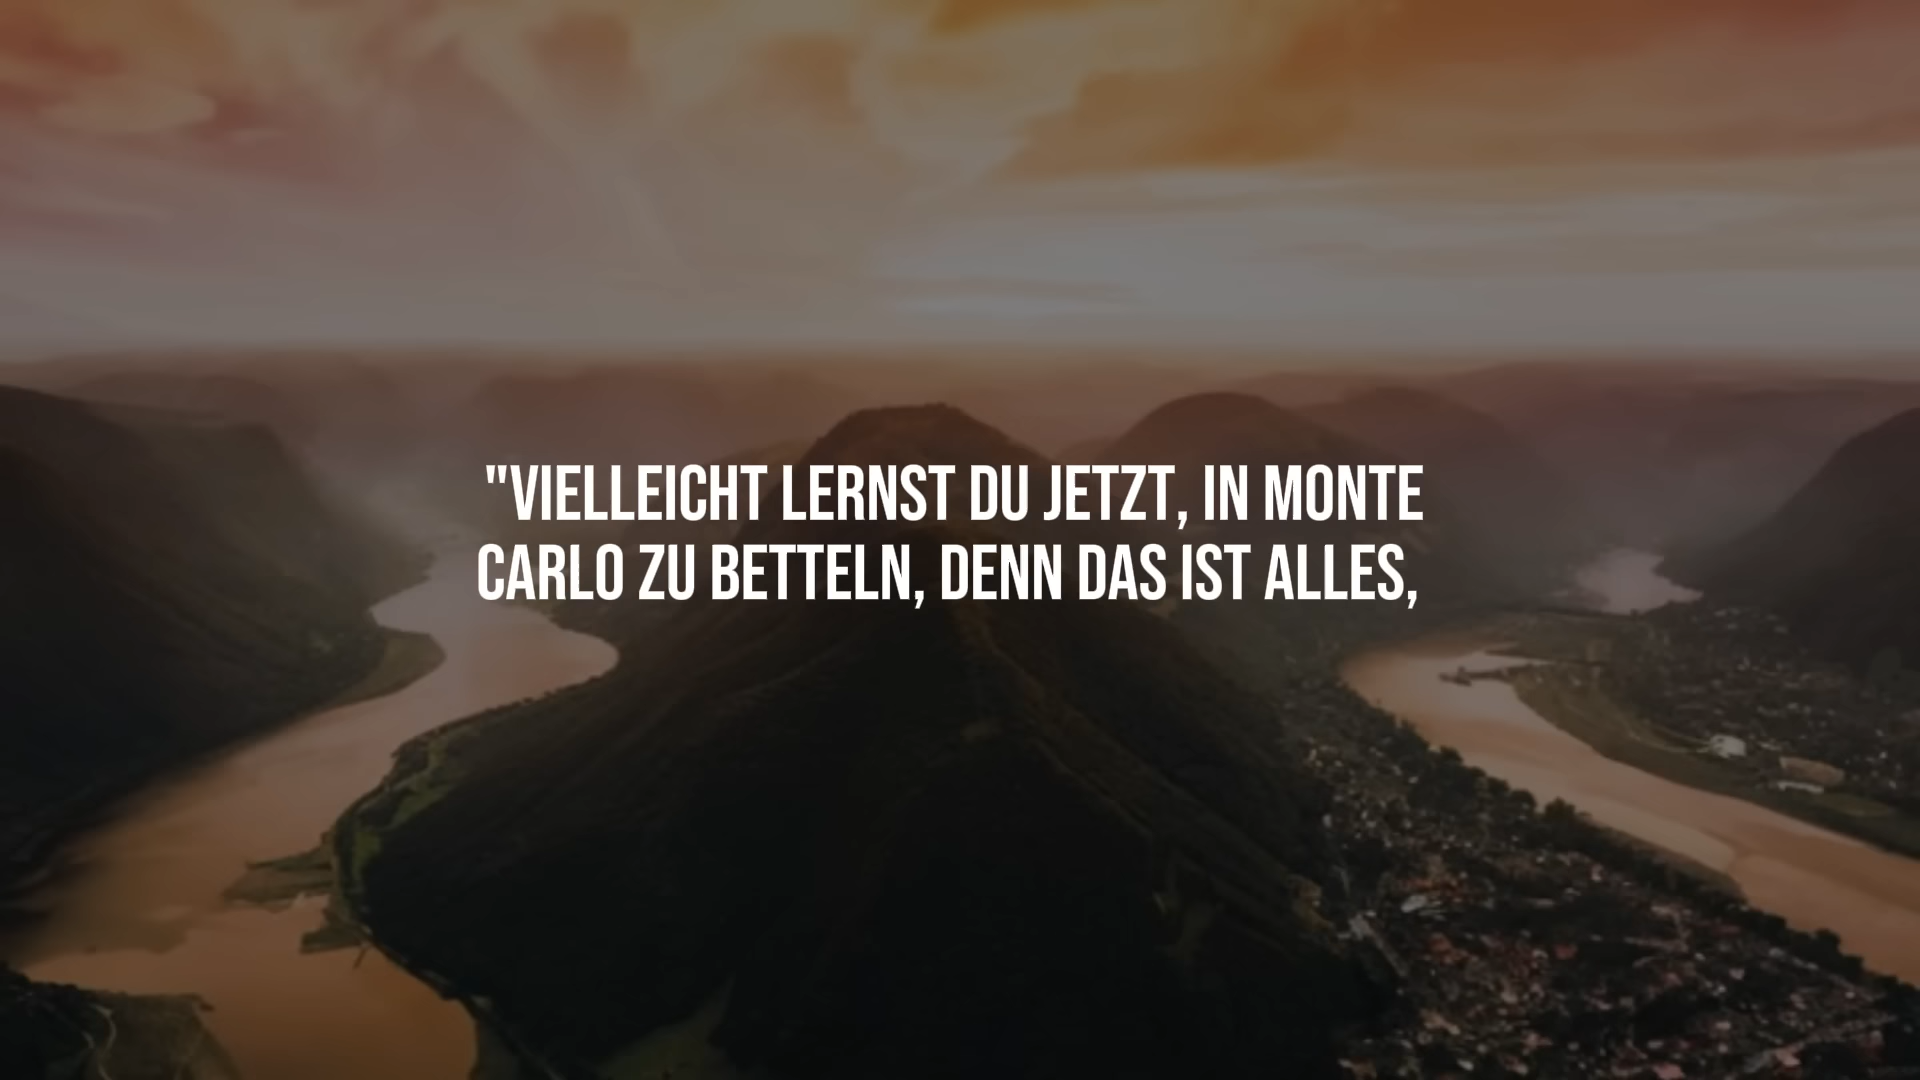 "VIELLEICHT LERNST DU JETZT, IN MONTE
CARLO ZU BETTELN, DENN DAS IST ALLES,